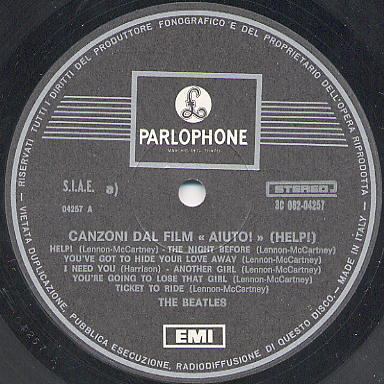 RISERVATI TUTTI I DIRITTI DEL PRODUTTORE FONOGRAFICO E DEL PROPRIETARIO DELL'OPERA RIPRODOTTA
£
PARLOPHONE
S.I.A.E. a)
STEREO
04257 A
3C 062-04257
CANZONI DAL FILM « AIUTO! » (HELP!)
HELP! (Lennon-McCartney) - THE NIGHT BEFORE (Lennon-McCartney)
YOU'VE GOT TO HIDE YOUR LOVE AWAY (Lennon-McCartney)
I NEED YOU (Harrison) - ANOTHER GIRL (Lennon-McCartney)
YOU'RE GOING TO LOSE THAT GIRL (Lennon-McCartney)
TICKET TO RIDE (Lennon-McCartney)
THE BEATLES
EMI
- VIETATA DUPLICAZIONE, PUBBLICA ESECUZIONE, RADIODIFFUSIONE DI QUESTO DISCO. - MADE IN ITALY